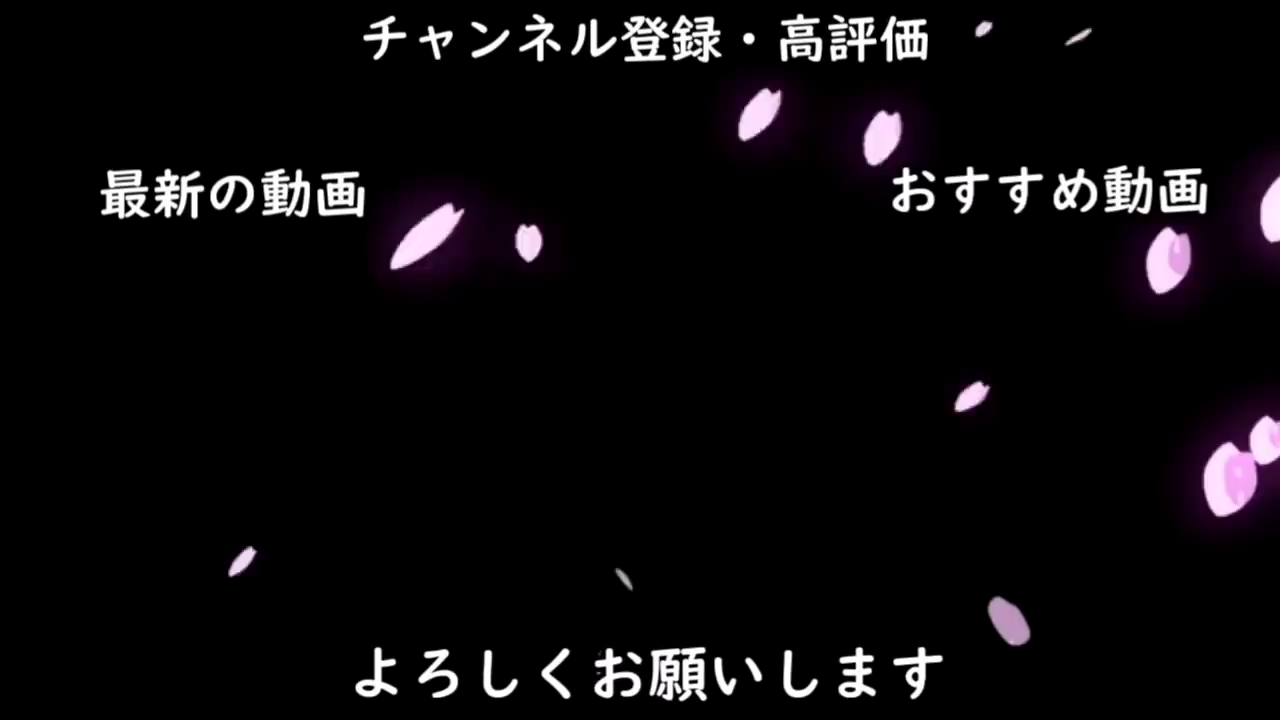 チャンネル登録・高評価
最新の動画
おすすめ動画
よろしくお願いします